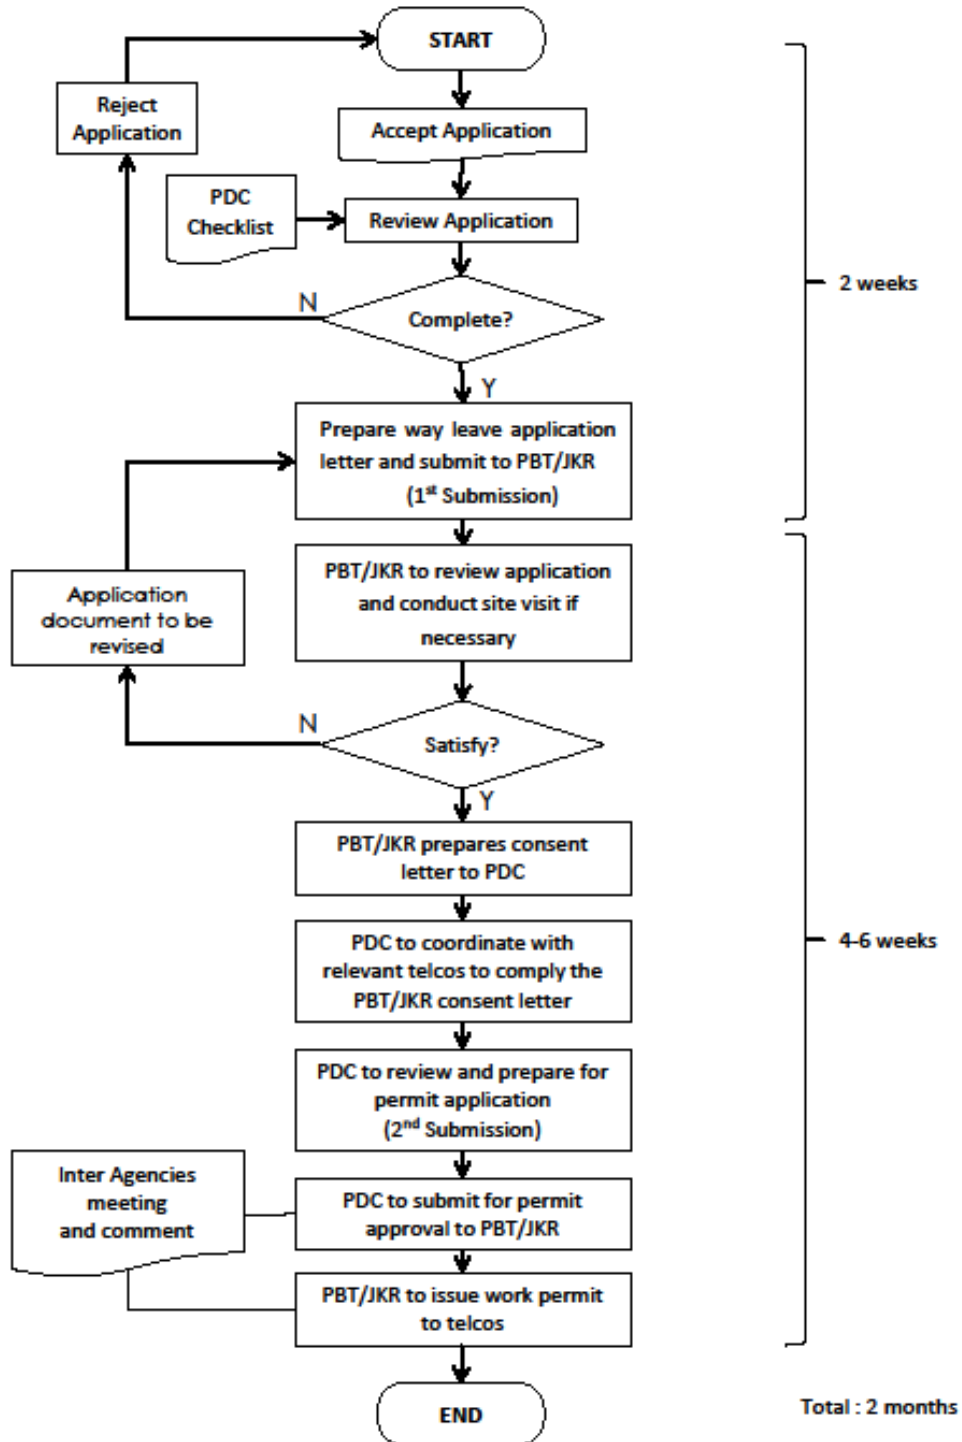 START
Reject
Application
Accept Application
PDC
Checklist
Review Application
2 weeks
N
Complete?
Y
Prepare way leave application
letter and submit to PBT/JKR
(1st Submission)
PBT/JKR to review application
and conduct site visit if
necessary
Application
document to be
revised
N
Satisfy?
Y
PBT/JKR prepares consent
letter to PDC
PDC to coordinate with
relevant telcos to comply the
PBT/JKR consent letter
4-6 weeks
PDC to review and prepare for
permit application
(2nd Submission)
Inter Agencies
meeting
and comment
PDC to submit for permit
approval to PBT/JKR
PBT/JKR to issue work permit
to telcos
END
Total : 2 months